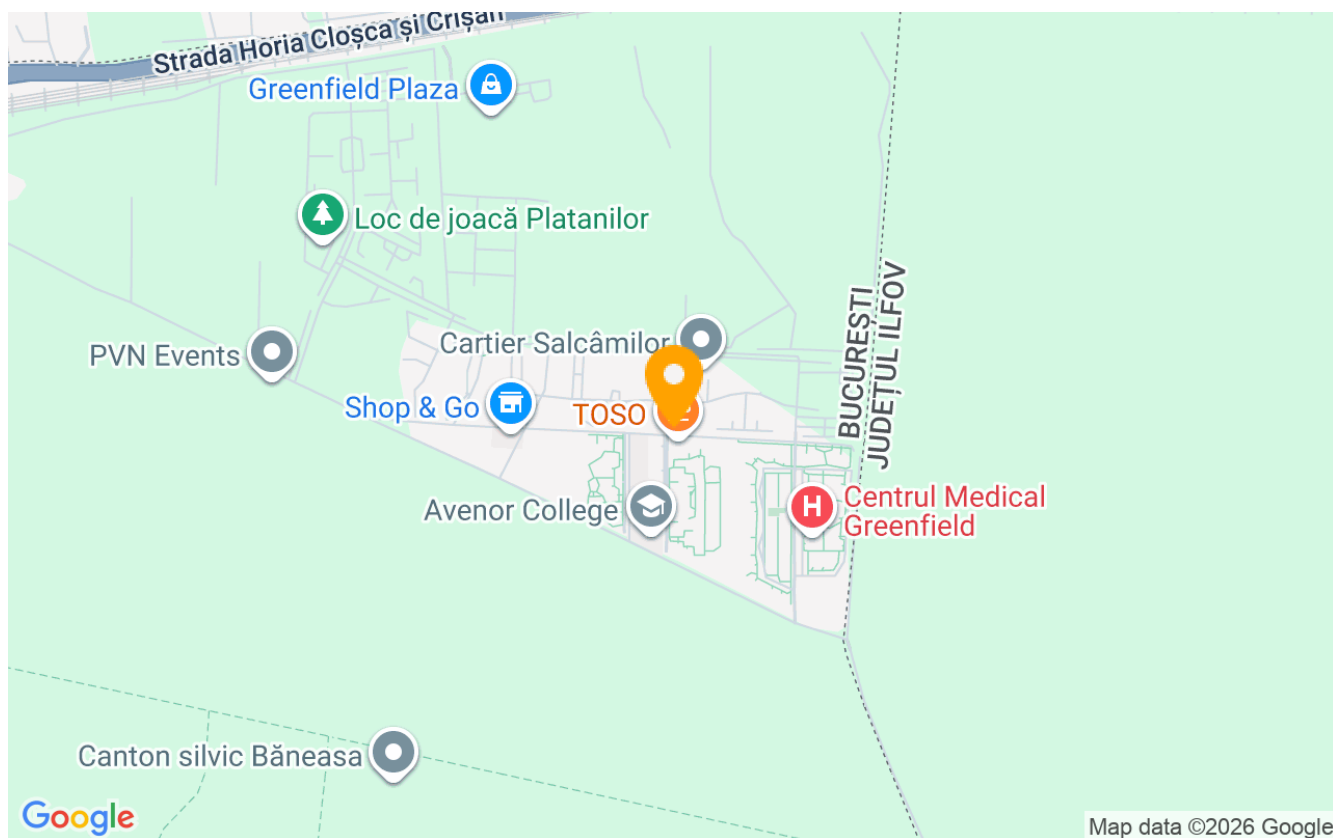 Strada Horia Cloșca și Crișan
Greenfield Plaza
Loc de joacă Platanilor
Cartier Salcâmilor
PVN Events
Shop & Go
TOSO
BUCUREȘTI
JUDEȚUL ILFOV
Avenor College
Centrul Medical
Greenfield
Canton silvic Băneasa
Google
Map data ©2026 Google